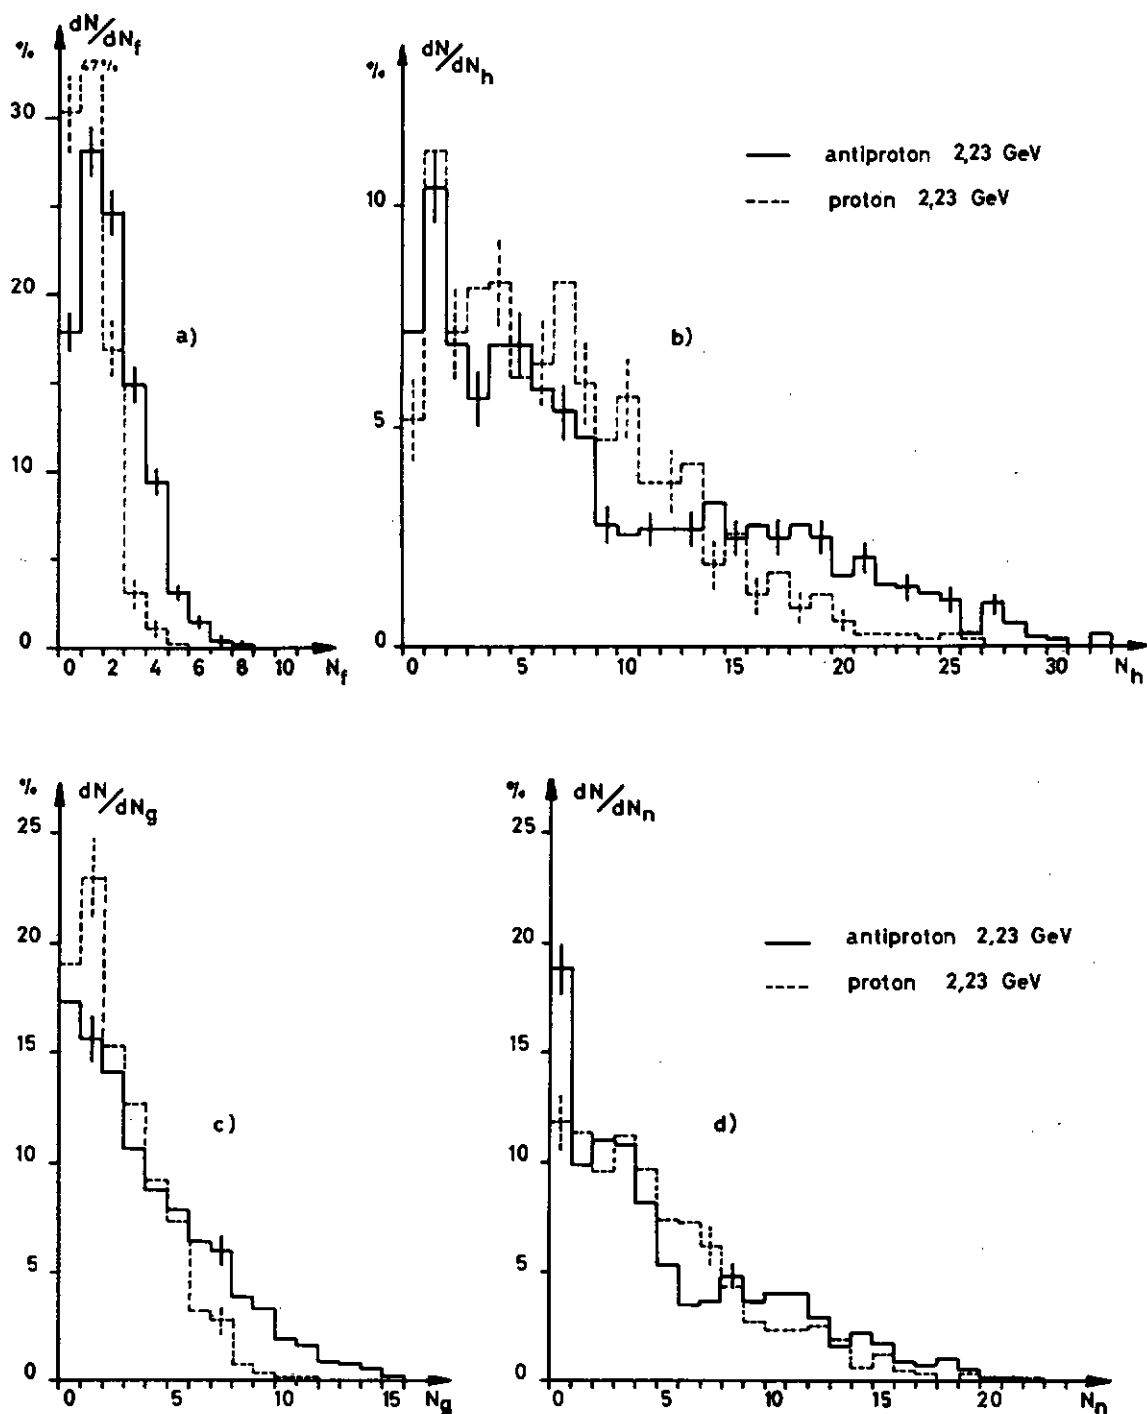 % dN/dNf
47%
30
20
10
0
a)
0 2 4 6 8 10 Nf
% dN/dNh
10
5
0
b)
antiproton 2,23 GeV
proton 2,23 GeV
0 5 10 15 20 25 30 Nh
% dN/dNg
25
20
15
10
5
0
c)
0 5 10 15 Ng
% dN/dNn
25
20
15
10
5
0
d)
antiproton 2,23 GeV
proton 2,23 GeV
0 5 10 15 20 Nn